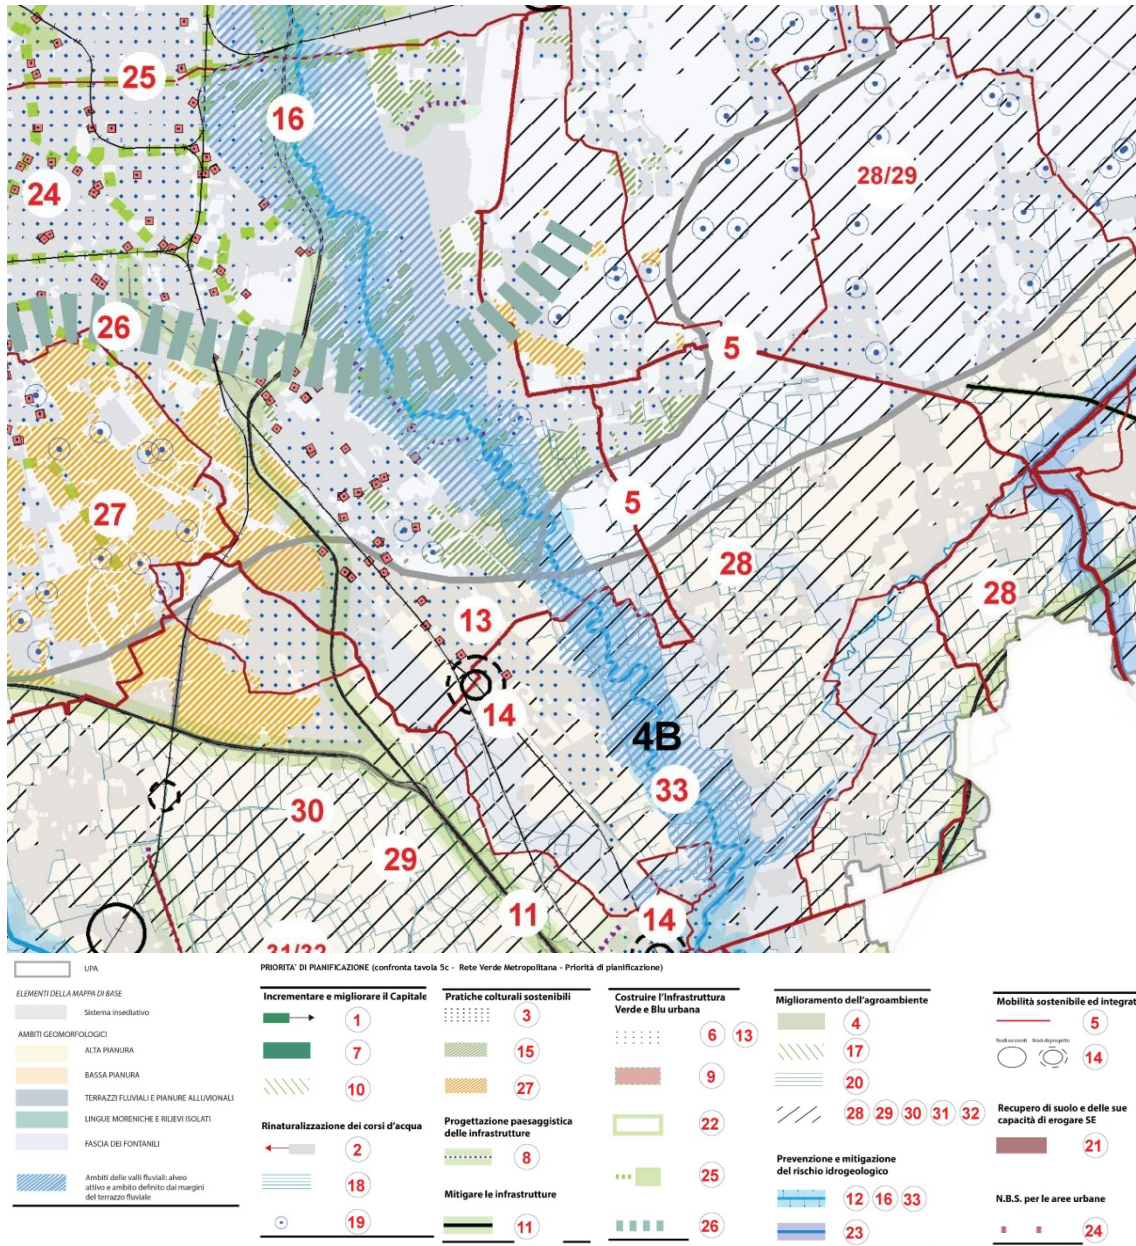 25
16
24
28/29
26
5
5
27
28
28
13
14
4B
33
30
29
11
14
31/32
UPA
ELEMENTI DELLA MAPPA DI BASE
Sistema insediativo
AMBITI GEOMORFOLOGICI
ALTA PIANURA
BASSA PIANURA
TERRAZZI FLUVIALI E PIANURE ALLUVIONALI
LINGUE MORENICHE E RILIEVI ISOLATI
FASCIA DEI FONTANILI
Ambiti delle valli fluviali: alveo
attivo e ambito definito dai margini
del terrazzo fluviale
PRIORITA' DI PIANIFICAZIONE (confronta tavola 5c - Rete Verde Metropolitana - Priorità di pianificazione)
Incrementare e migliorare il Capitale
1
7
10
Rinaturalizzazione dei corsi d'acqua
2
18
19
Pratiche colturali sostenibili
3
15
27
Progettazione paesaggistica
delle infrastrutture
8
Mitigare le infrastrutture
11
Costruire l'Infrastruttura
Verde e Blu urbana
6 13
9
22
25
26
Miglioramento dell'agroambiente
4
17
20
28 29 30 31 32
Prevenzione e mitigazione
del rischio idrogeologico
12 16 33
23
Mobilità sostenibile ed integrat
5
Nodi esistenti Nodi di progetto
14
Recupero di suolo e delle sue
capacità di erogare SE
21
N.B.S. per le aree urbane
24